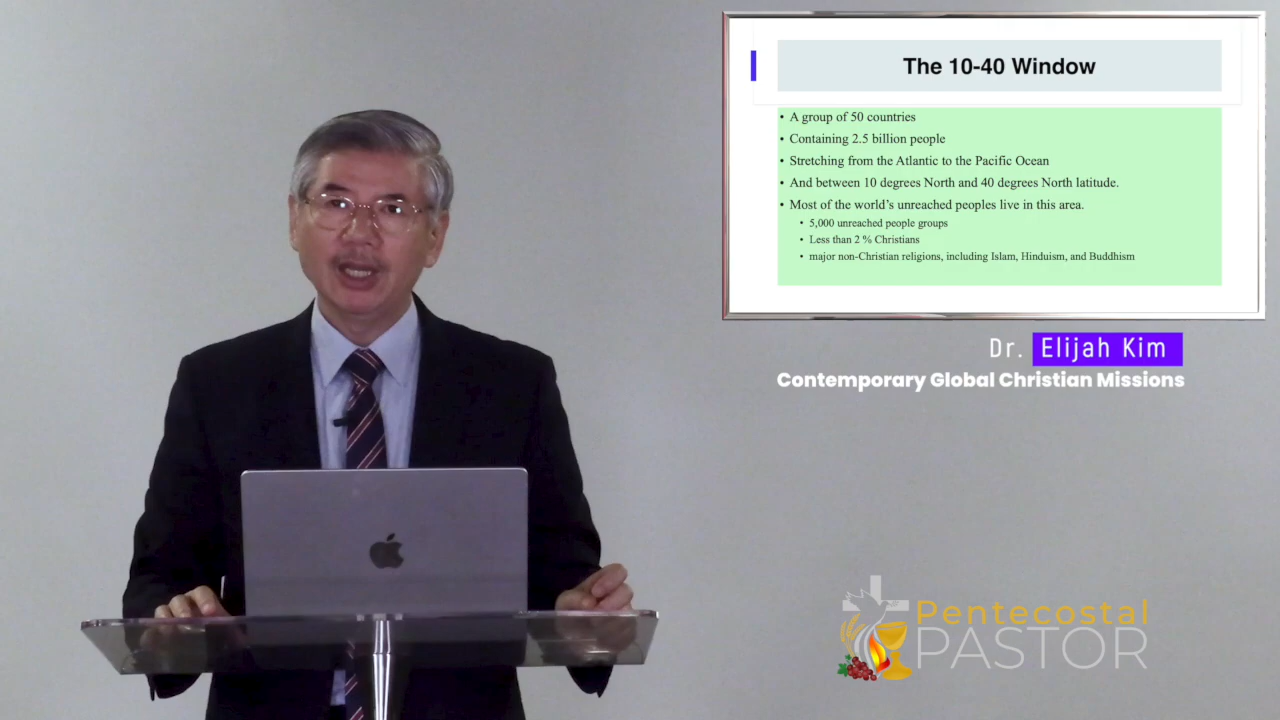 The 10-40 Window
• A group of 50 countries
• Containing 2.5 billion people
• Stretching from the Atlantic to the Pacific Ocean
• And between 10 degrees North and 40 degrees North latitude.
• Most of the world’s unreached peoples live in this area.
• 5,000 unreached people groups
• Less than 2 % Christians
• major non-Christian religions, including Islam, Hinduism, and Buddhism
Dr. Elijah Kim
Contemporary Global Christian Missions
Pentecostal
PASTOR